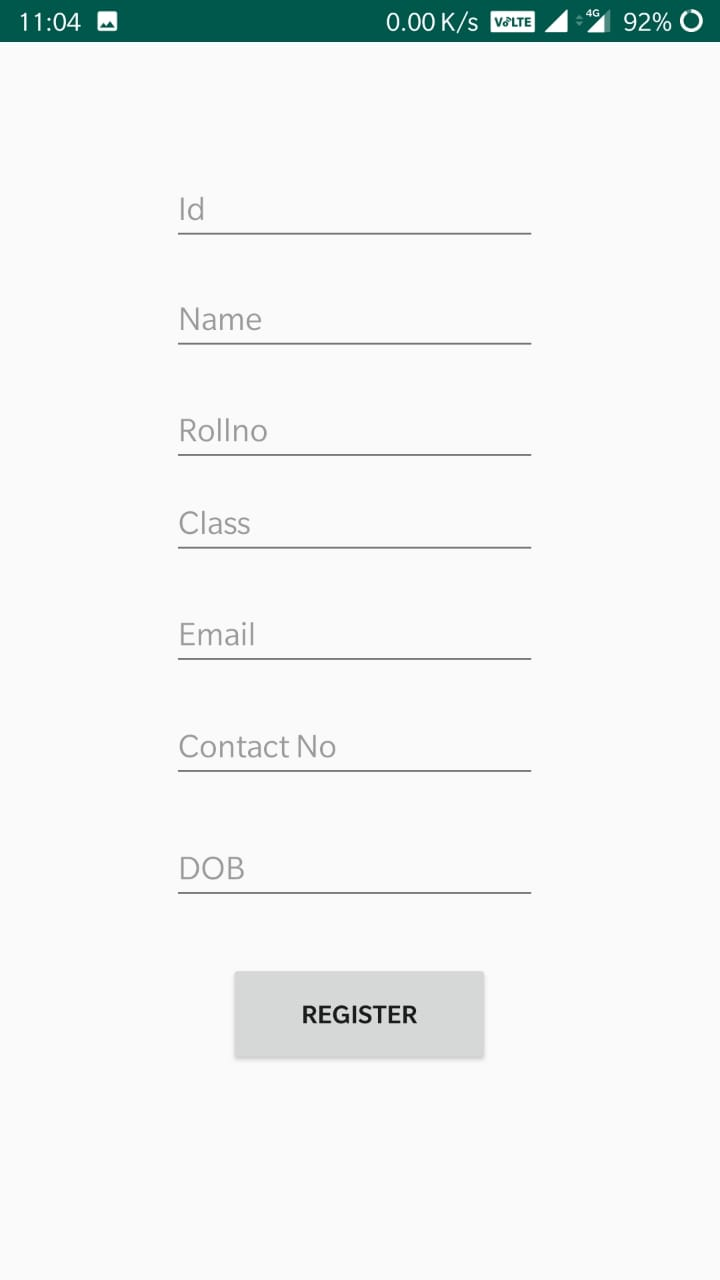 11:04 0.00 K/s VoLTE 4G 92%
Id
Name
Rollno
Class
Email
Contact No
DOB
REGISTER